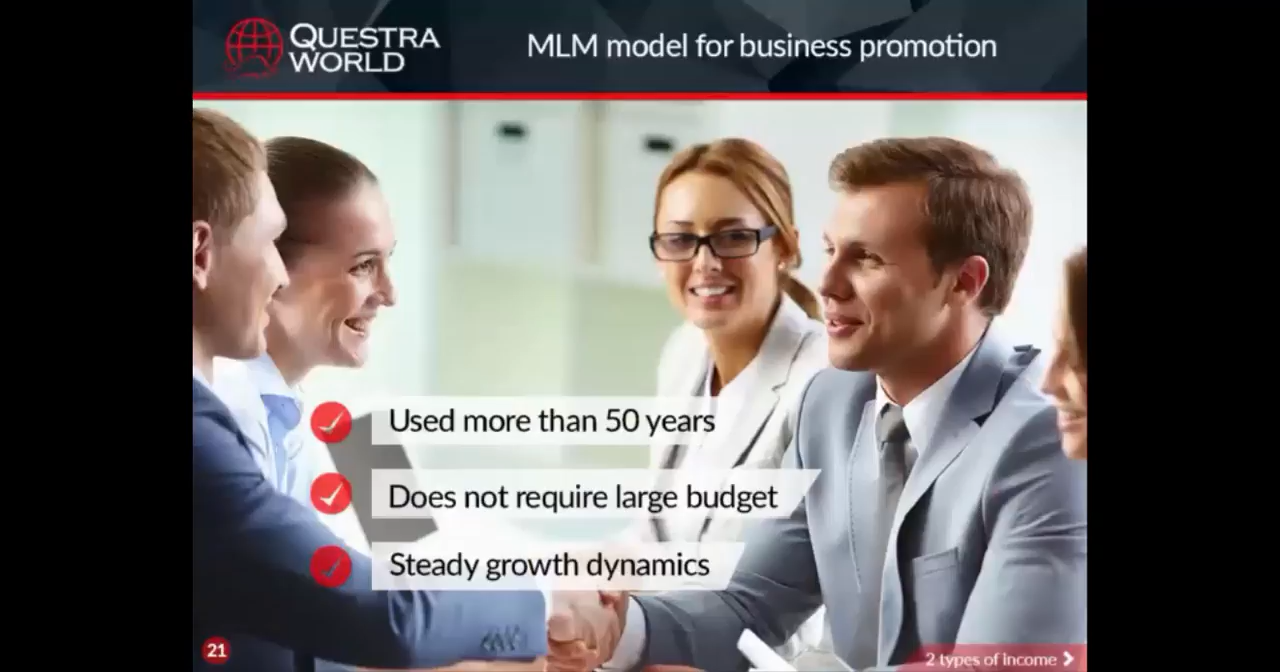 QUESTRA
WORLD
MLM model for business promotion
Used more than 50 years
Does not require large budget
Steady growth dynamics
21
2 types of income